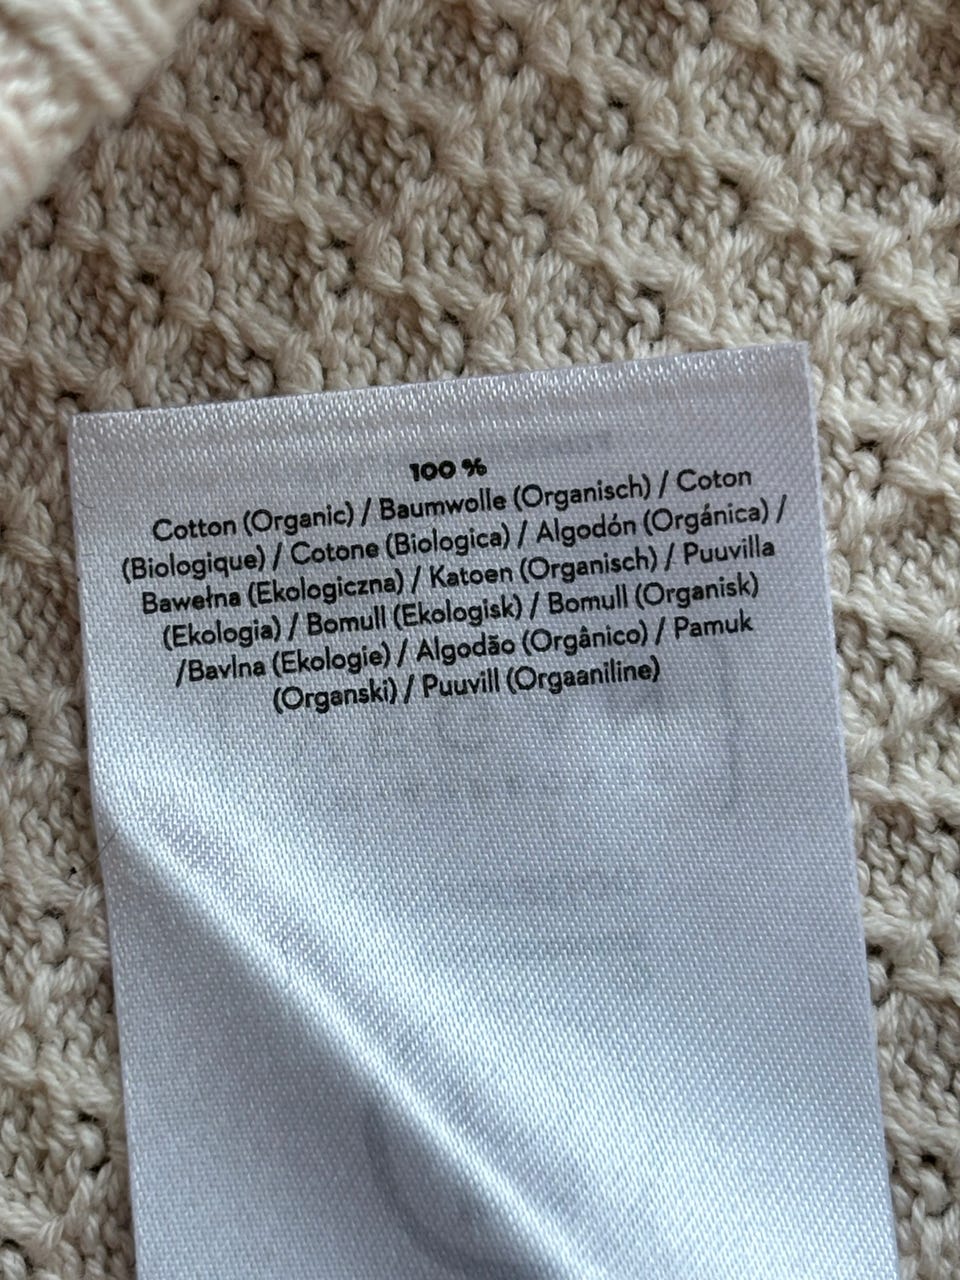 100 %
Cotton (Organic) / Baumwolle (Organisch) / Coton
(Biologique) / Cotone (Biologica) / Algodón (Orgánica) /
Bawełna (Ekologiczna) / Katoen (Organisch) / Puuvilla
(Ekologia) / Bomull (Ekologisk) / Bomull (Organisk)
/Bavlna (Ekologie) / Algodão (Orgânico) / Pamuk
(Organski) / Puuvill (Orgaaniline)